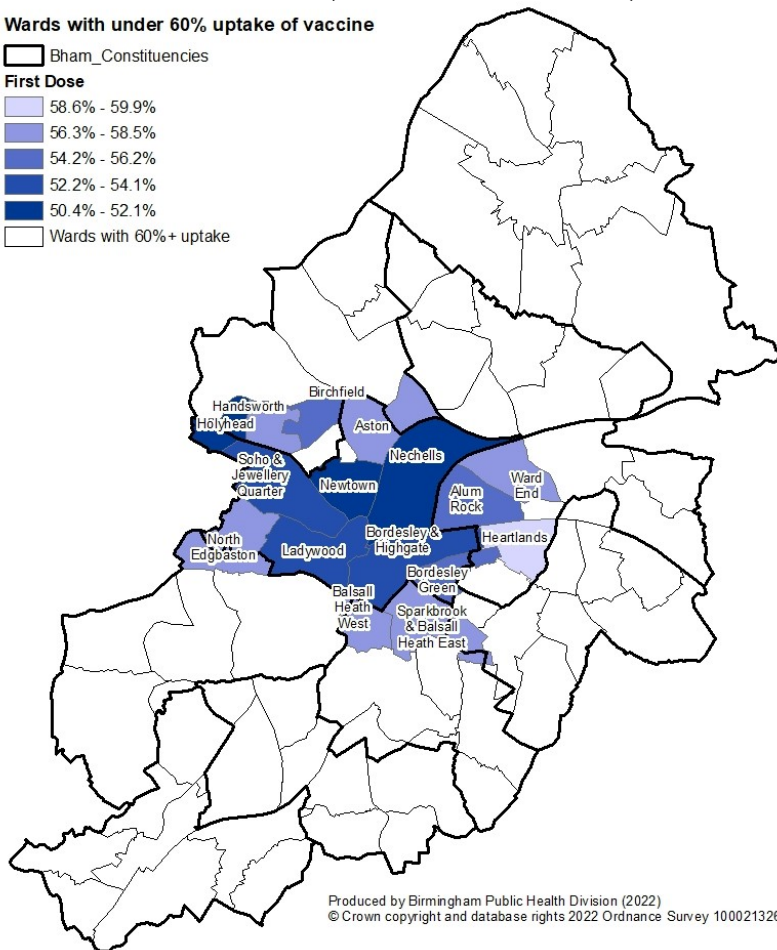 Wards with under 60% uptake of vaccine
Bham_Constituencies
First Dose
58.6% - 59.9%
56.3% - 58.5%
54.2% - 56.2%
52.2% - 54.1%
50.4% - 52.1%
Wards with 60%+ uptake
Birchfield
Handsworth
Holyhead
Aston
Nechells
Soho &
Jewellery
Quarter
Newtown
Ward
End
Alum
Rock
North
Edgbaston
Ladywood
Bordesley &
Highgate
Heartlands
Bordesley
Green
Balsall
Heath
West
Sparkbrook
& Balsall
Heath East
Produced by Birmingham Public Health Division (2022)
© Crown copyright and database rights 2022 Ordnance Survey 100021326